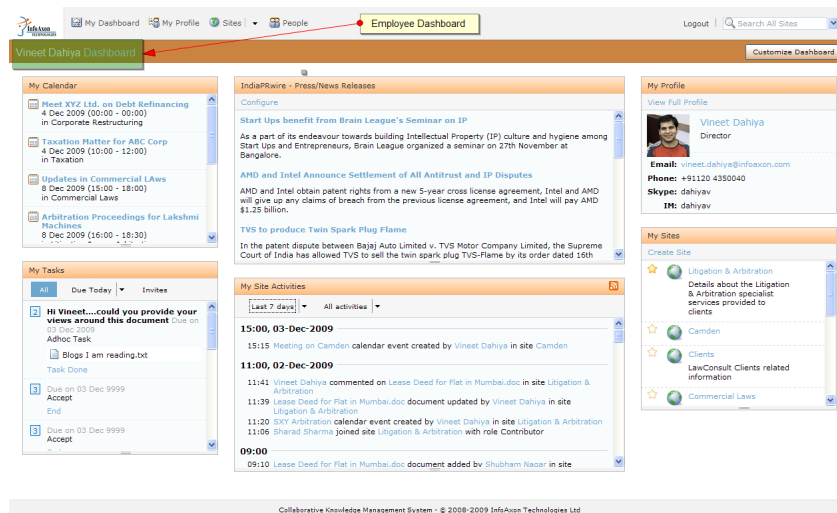 InfoAxon
TECHNOLOGIES
My Dashboard My Profile Sites People
Employee Dashboard
Logout Search All Sites
Vineet Dahiya Dashboard
Customize Dashboard
My Calendar
Meet XYZ Ltd. on Debt Refinancing
4 Dec 2009 (00:00 - 00:00)
in Corporate Restructuring
Taxation Matter for ABC Corp
4 Dec 2009 (10:00 - 12:00)
in Taxation
Updates in Commercial LAws
8 Dec 2009 (15:00 - 18:00)
in Commercial Laws
Arbitration Proceedings for Lakshmi
Machines
8 Dec 2009 (16:00 - 18:30)
My Tasks
All Due Today Invites
2 Hi Vineet....could you provide your
views around this document Due on
03 Dec 2009
Adhoc Task
Blogs I am reading.txt
Task Done
3 Due on 03 Dec 9999
Accept
End
3 Due on 03 Dec 9999
Accept
IndiaPRwire - Press/News Releases
Configure
Start Ups benefit from Brain League's Seminar on IP
As a part of its endeavour towards building Intellectual Property (IP) culture and hygiene among
Start Ups and Entrepreneurs, Brain League organized a seminar on 27th November at
Bangalore.
AMD and Intel Announce Settlement of All Antitrust and IP Disputes
AMD and Intel obtain patent rights from a new 5-year cross license agreement, Intel and AMD
will give up any claims of breach from the previous license agreement, and Intel will pay AMD
$1.25 billion.
TVS to produce Twin Spark Plug Flame
In the patent dispute between Bajaj Auto Limited v. TVS Motor Company Limited, the Supreme
Court of India has allowed TVS to sell the twin spark plug TVS-Flame by its order dated 16th
My Site Activities
Last 7 days All activities
15:00, 03-Dec-2009
15:15 Meeting on Camden calendar event created by Vineet Dahiya in site Camden
11:00, 02-Dec-2009
11:41 Vineet Dahiya commented on Lease Deed for Flat in Mumbai.doc in site Litigation &
Arbitration
11:39 Lease Deed for Flat in Mumbai.doc document updated by Vineet Dahiya in site
Litigation & Arbitration
11:20 SXY Arbitration calendar event created by Vineet Dahiya in site Litigation & Arbitration
11:06 Sharad Sharma joined site Litigation & Arbitration with role Contributor
09:00
09:10 Lease Deed for Flat in Mumbai.doc document added by Shubham Nagar in site
My Profile
View Full Profile
Vineet Dahiya
Director
Email: vineet.dahiya@infoaxon.com
Phone: +91120 4350040
Skype: dahiyav
IM: dahiyav
My Sites
Create Site
Litigation & Arbitration
Details about the Litigation
& Arbitration specialist
services provided to
clients
Camden
Clients
LawConsult Clients related
information
Commercial Laws
Collaborative Knowledge Management System - © 2008-2009 InfoAxon Technologies Ltd